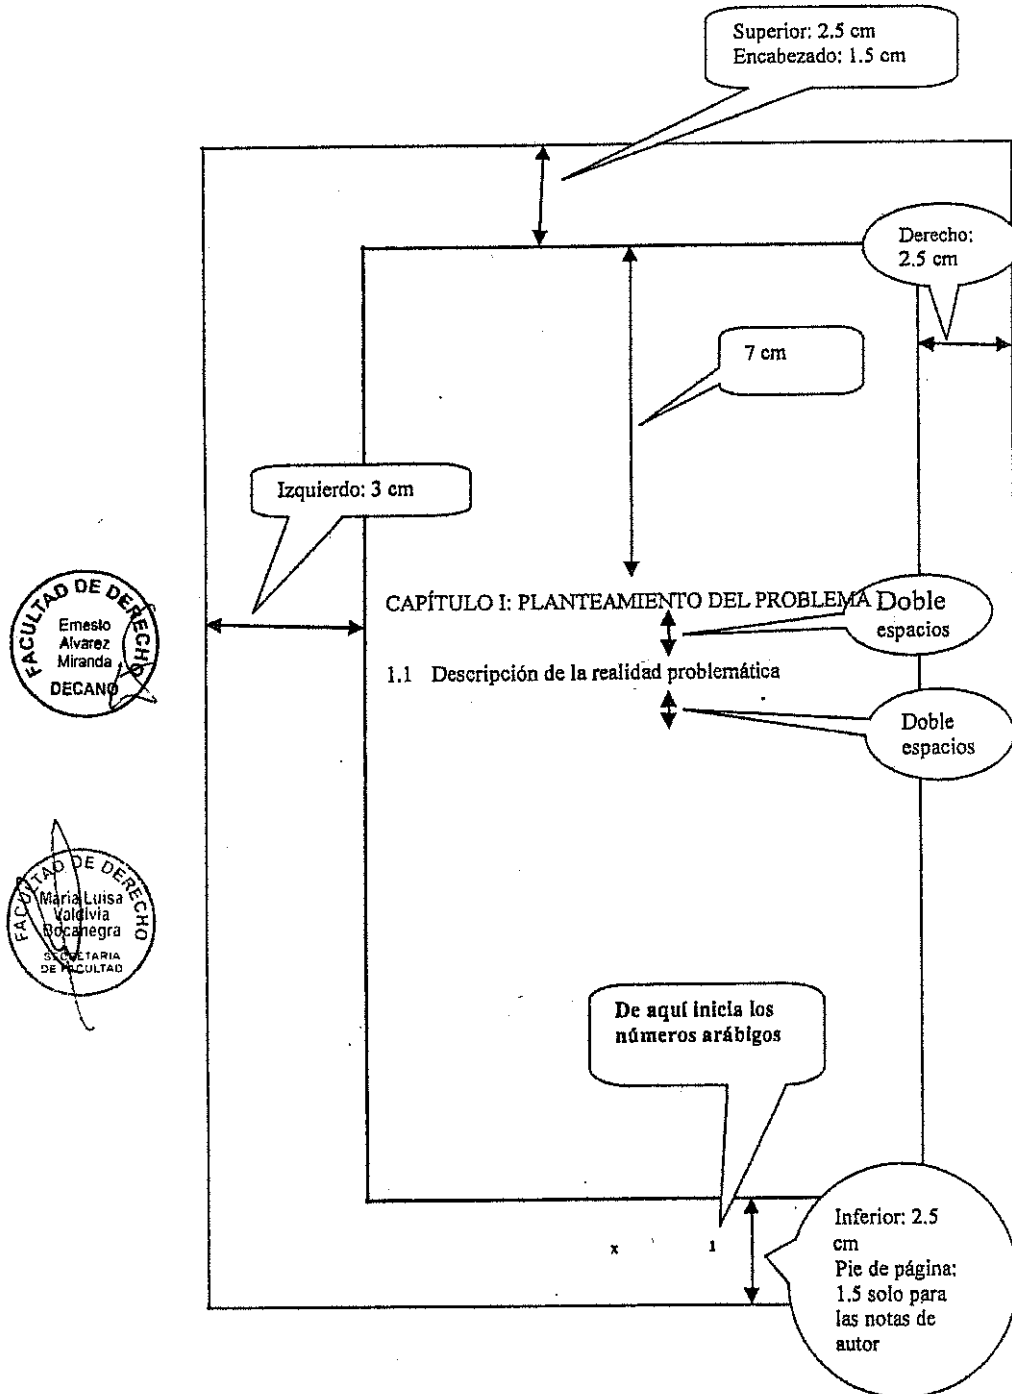 Superior: 2.5 cm
Encabezado: 1.5 cm
Derecho:
2.5 cm
7 cm
Izquierdo: 3 cm
CAPÍTULO I: PLANTEAMIENTO DEL PROBLEMA
Doble
espacios
1.1 Descripción de la realidad problemática
Doble
espacios
FACULTAD DE DERECHO
Ernesto
Alvarez
Miranda
DECANO
FACULTAD DE DERECHO
María Luisa
Valdivia
Bocanegra
SECRETARIA
DE FACULTAD
De aquí inicia los
números arábigos
x 1
Inferior: 2.5
cm
Pie de página:
1.5 solo para
las notas de
autor